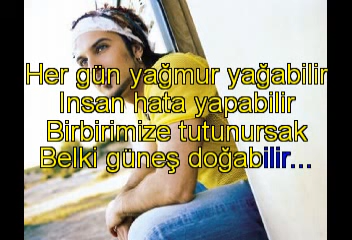 Her gün yağmur yağabilir
Insan hata yapabilir
Birbirimize tutunursak
Belki güneş doğabilir...